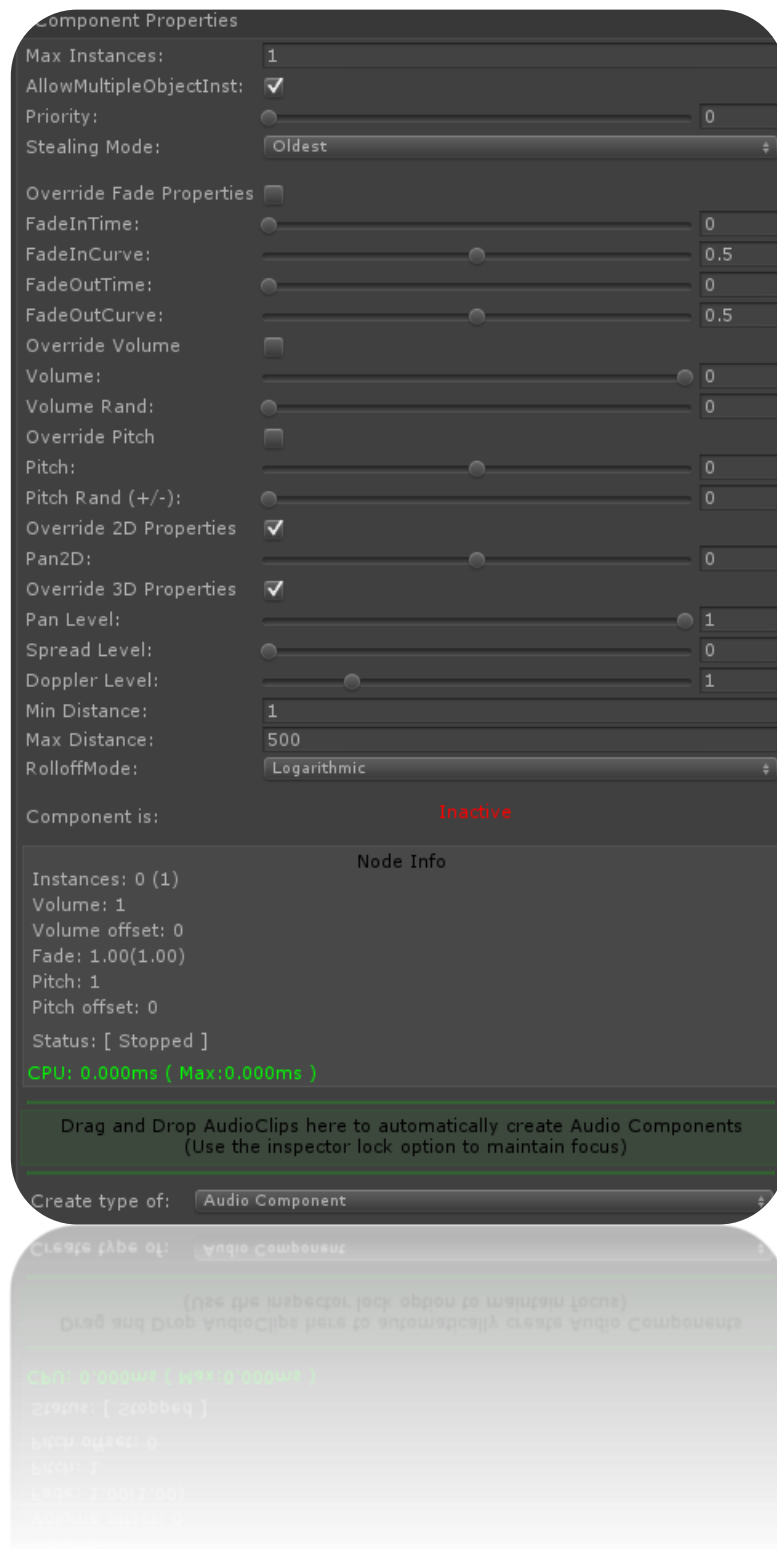 Component Properties
Max Instances: 1
AllowMultipleObjectInst:
Priority: 0
Stealing Mode: Oldest
Override Fade Properties
FadeInTime: 0
FadeInCurve: 0.5
FadeOutTime: 0
FadeOutCurve: 0.5
Override Volume
Volume: 0
Volume Rand: 0
Override Pitch
Pitch: 0
Pitch Rand (+/-): 0
Override 2D Properties
Pan2D: 0
Override 3D Properties
Pan Level: 1
Spread Level: 0
Doppler Level: 1
Min Distance: 1
Max Distance: 500
RolloffMode: Logarithmic
Component is: Inactive
Node Info
Instances: 0 (1)
Volume: 1
Volume offset: 0
Fade: 1.00(1.00)
Pitch: 1
Pitch offset: 0
Status: [ Stopped ]
CPU: 0.000ms ( Max:0.000ms )
Drag and Drop AudioClips here to automatically create Audio Components
(Use the inspector lock option to maintain focus)
Create type of: Audio Component